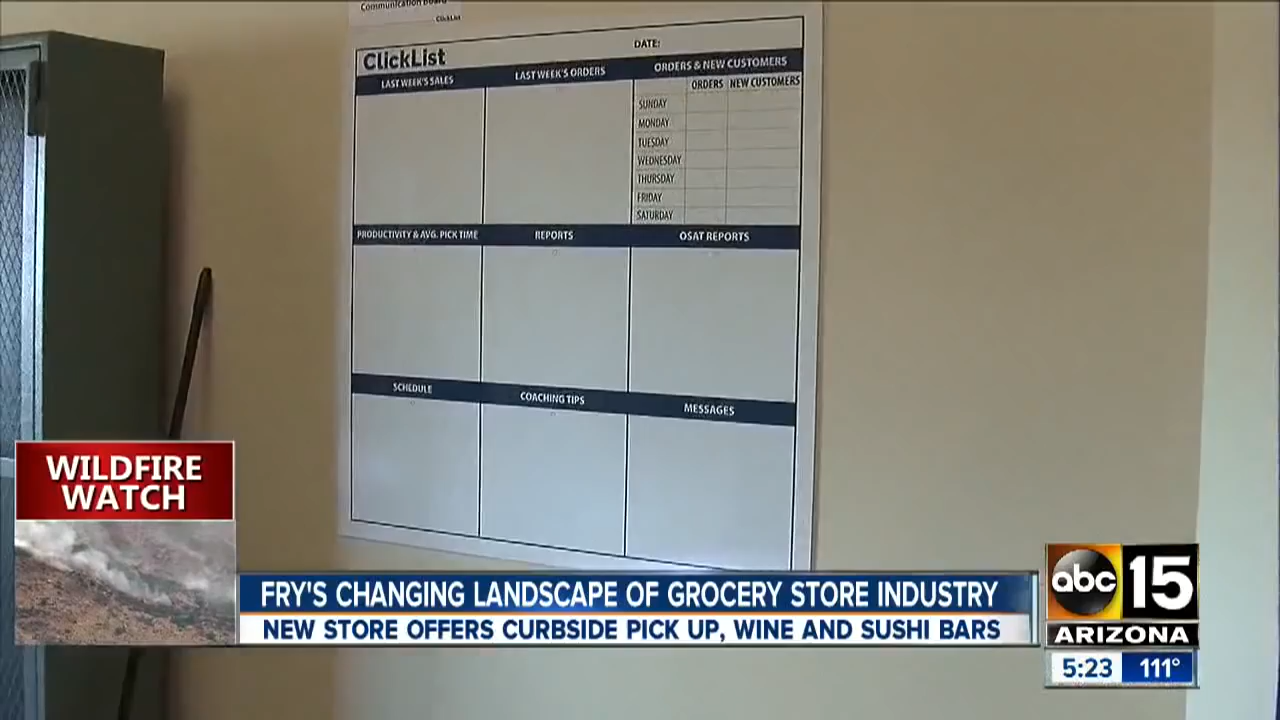 Communication Board
ClickList
ClickList
DATE:
LAST WEEK'S SALES
LAST WEEK'S ORDERS
ORDERS & NEW CUSTOMERS
ORDERS
NEW CUSTOMERS
SUNDAY
MONDAY
TUESDAY
WEDNESDAY
THURSDAY
FRIDAY
SATURDAY
PRODUCTIVITY & AVG. PICK TIME
REPORTS
OSAT REPORTS
SCHEDULE
COACHING TIPS
MESSAGES
WILDFIRE
WATCH
FRY'S CHANGING LANDSCAPE OF GROCERY STORE INDUSTRY
NEW STORE OFFERS CURBSIDE PICK UP, WINE AND SUSHI BARS
abc 15
ARIZONA
5:23 111°